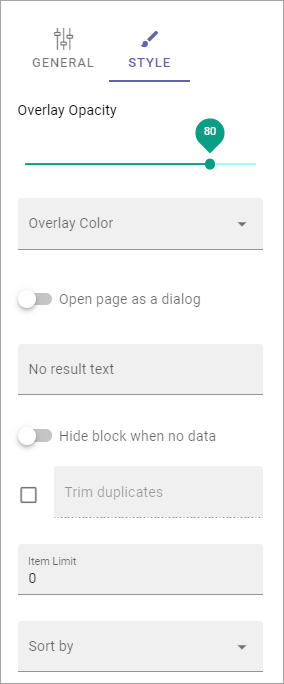 GENERAL STYLE
Overlay Opacity
80
Overlay Color
Open page as a dialog
No result text
Hide block when no data
Trim duplicates
Item Limit
0
Sort by